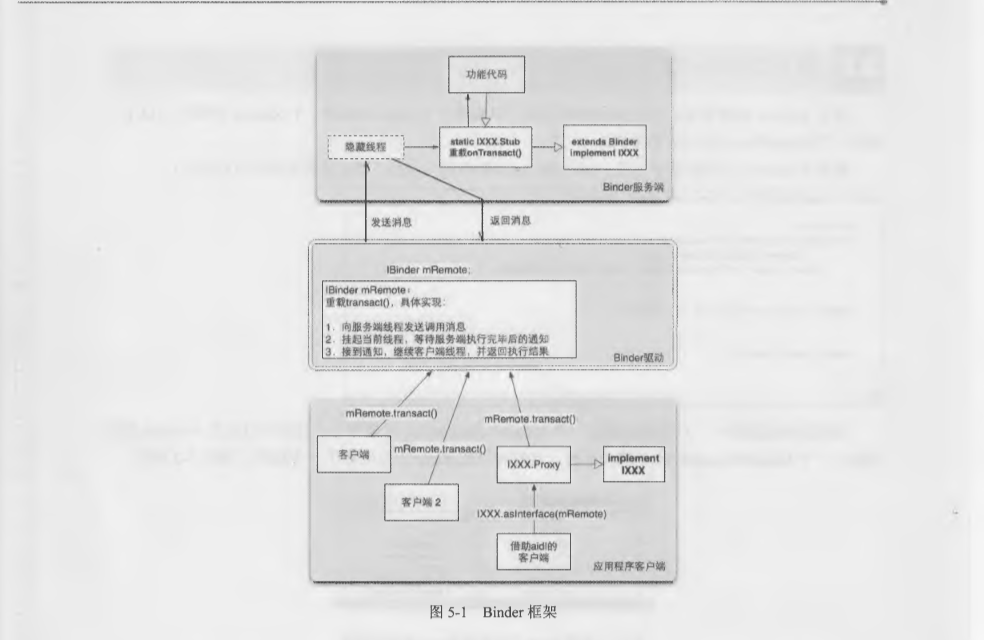 功能代码
隐藏线程
static IXXX.Stub
重载onTransact()
extends Binder
implement IXXX
Binder服务端
发送消息
返回消息
IBinder mRemote;
IBinder mRemote:
重载transact()，具体实现：
1．向服务端线程发送调用消息
2．挂起当前线程，等待服务端执行完毕后的通知
3．接到通知，继续客户端线程，并返回执行结果
Binder驱动
mRemote.transact()
mRemote.transact()
mRemote.transact()
客户端
IXXX.Proxy
implement
IXXX
客户端 2
IXXX.asInterface(mRemote)
借助aidl的
客户端
应用程序客户端
图 5-1 Binder 框架